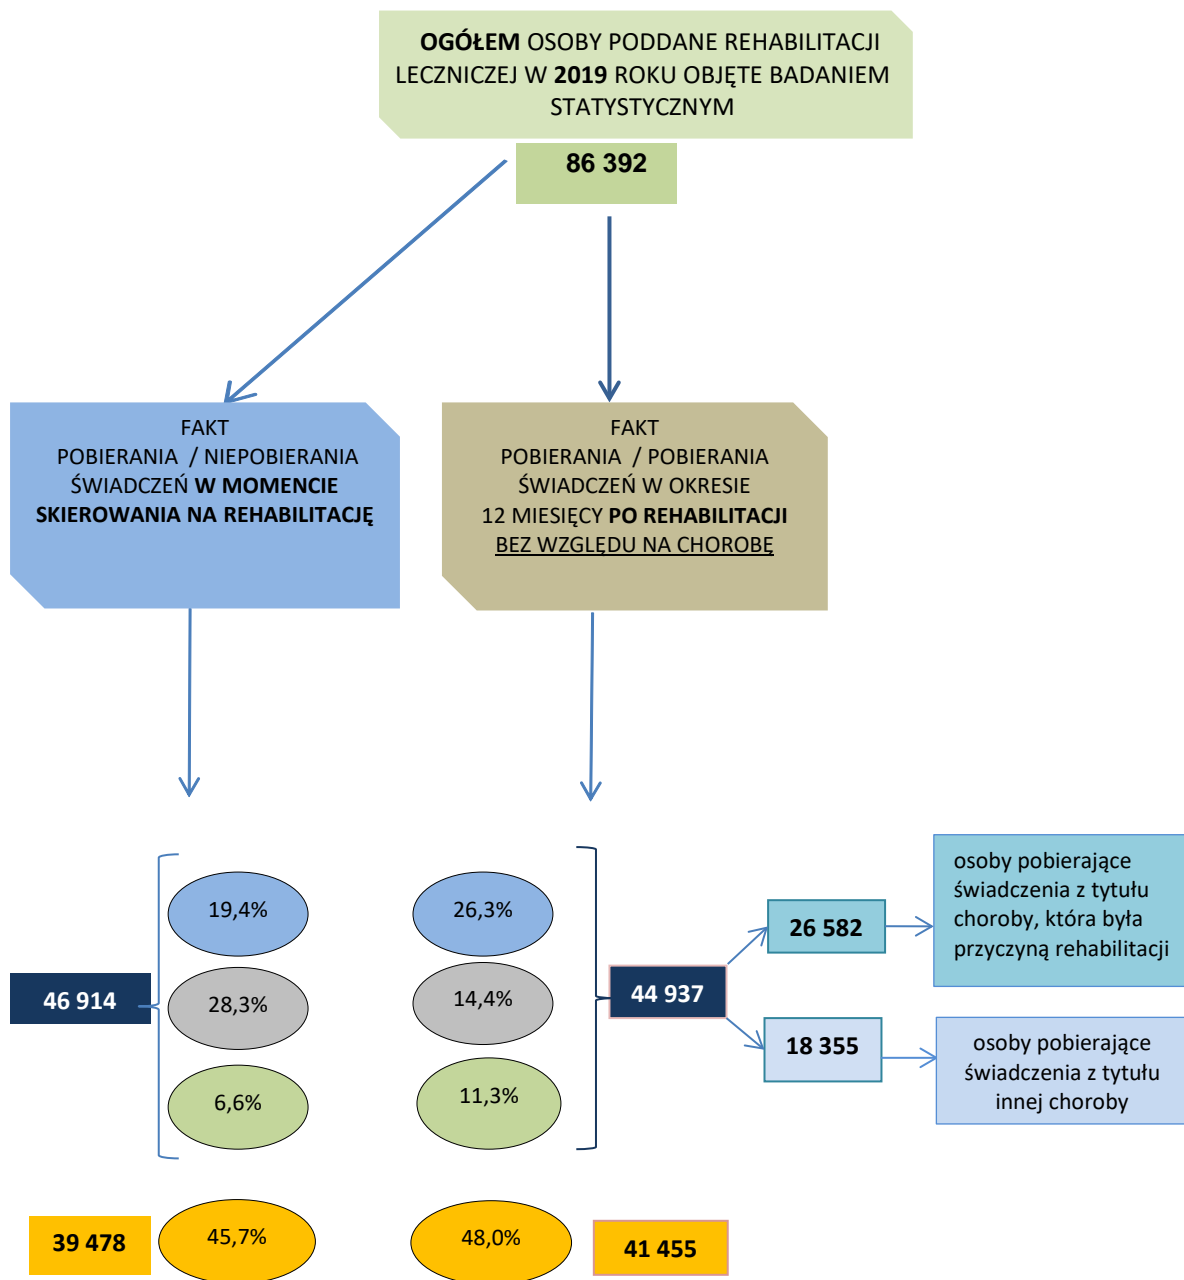 OGÓŁEM OSOBY PODDANE REHABILITACJI
LECZNICZEJ W 2019 ROKU OBJĘTE BADANIEM
STATYSTYCZNYM
86 392
FAKT
POBIERANIA / NIEPOBIERANIA
ŚWIADCZEŃ W MOMENCIE
SKIEROWANIA NA REHABILITACJĘ
FAKT
POBIERANIA / POBIERANIA
ŚWIADCZEŃ W OKRESIE
12 MIESIĘCY PO REHABILITACJI
BEZ WZGLĘDU NA CHOROBĘ
46 914
19,4%
28,3%
6,6%
26,3%
14,4%
11,3%
44 937
26 582
osoby pobierające
świadczenia z tytułu
choroby, która była
przyczyną rehabilitacji
18 355
osoby pobierające
świadczenia z tytułu
innej choroby
39 478
45,7%
48,0%
41 455